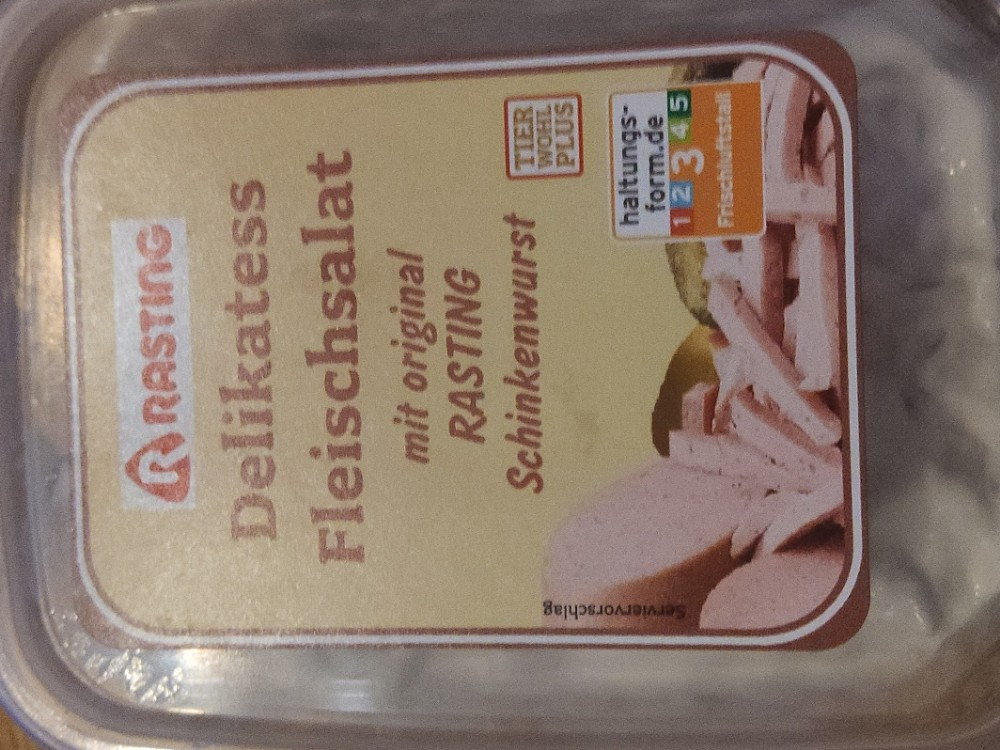 RASTING
Delikatess
Fleischsalat
mit original
RASTING
Schinkenwurst
TIER
WOHL
PLUS
haltungs-
form.de
1 2 3 4 5
Frischluftstall
Serviervorschlag